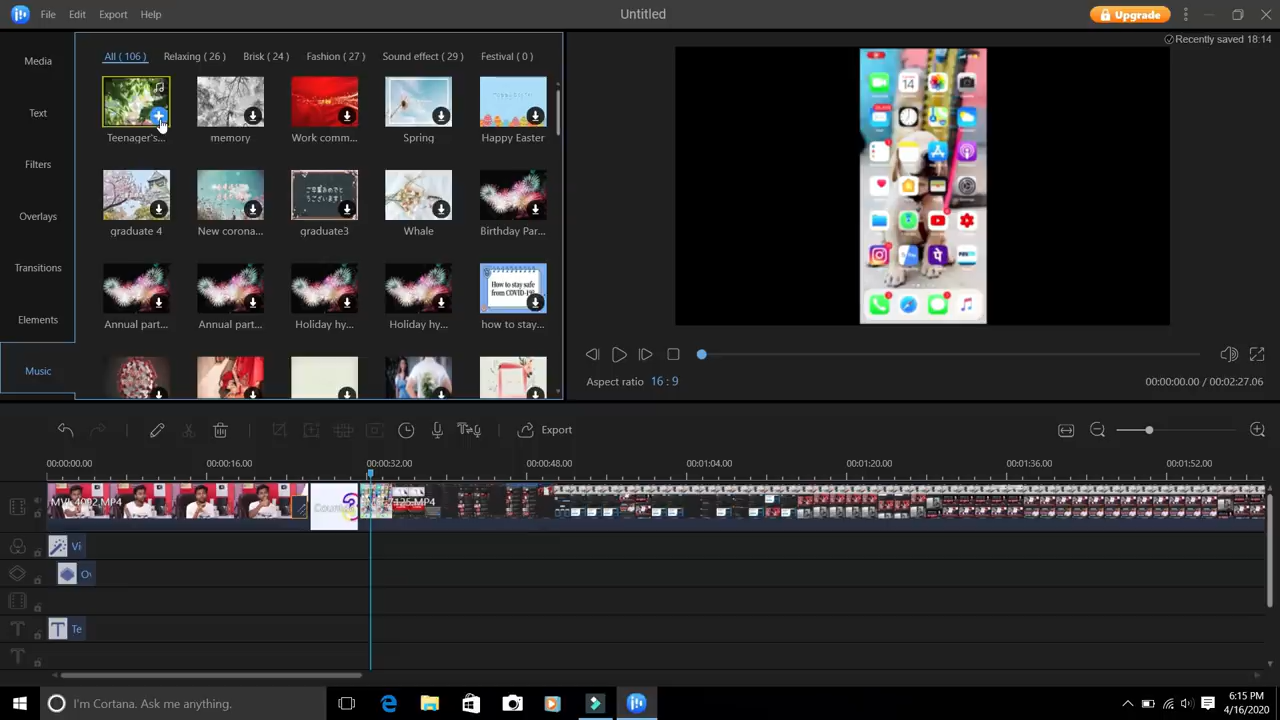 File Edit Export Help
Untitled
Upgrade
Recently saved 18:14
Media
Text
Filters
Overlays
Transitions
Elements
Music
All ( 106 ) Relaxing ( 26 ) Brisk ( 24 ) Fashion ( 27 ) Sound effect ( 29 ) Festival ( 0 )
Teenager's... memory Work comm... Spring Happy Easter
graduate 4 New corona... graduate3 Whale Birthday Par...
How to stay safe
from COVID-19?
Annual part... Annual part... Holiday hy... Holiday hy... how to stay...
Aspect ratio 16 : 9
00:00:00.00 / 00:02:27.06
Export
00:00:00.00 00:00:16.00 00:00:32.00 00:00:48.00 00:01:04.00 00:01:20.00 00:01:36.00 00:01:52.00
Vi
Te
I'm Cortana. Ask me anything.
6:15 PM
4/16/2020